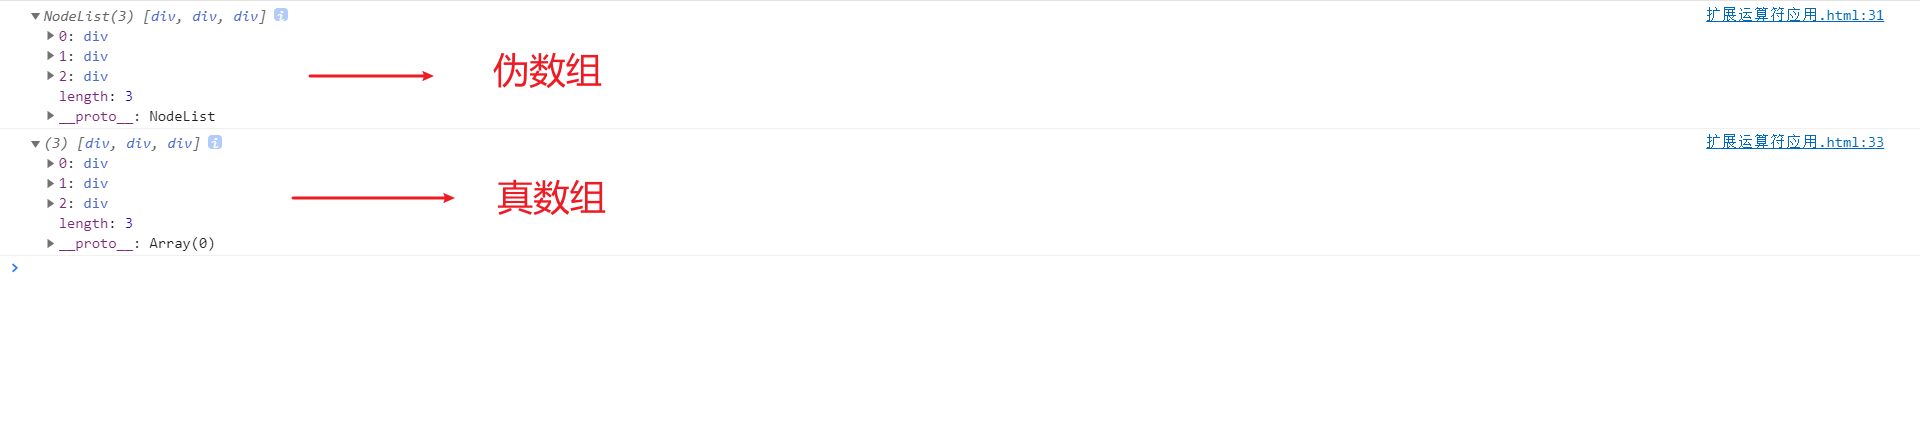 NodeList(3) [div, div, div] i 扩展运算符应用.html:31
0: div
1: div
2: div
length: 3
__proto__: NodeList
伪数组
(3) [div, div, div] i 扩展运算符应用.html:33
0: div
1: div
2: div
length: 3
__proto__: Array(0)
真数组